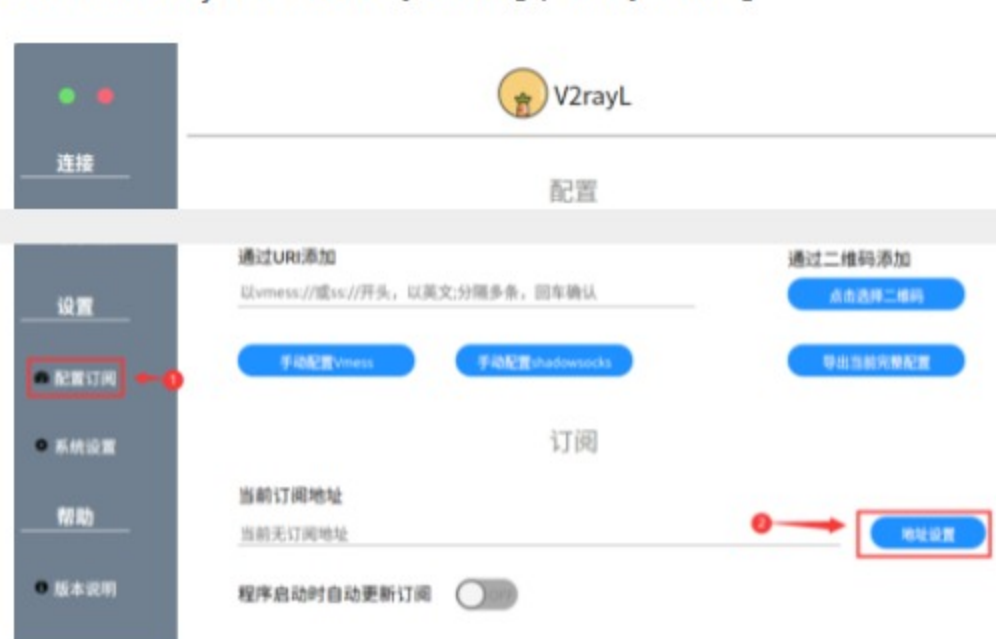 V2rayL
连接
配置
通过URI添加
通过二维码添加
以vmess://或ss://开头，以英文;分隔多条，回车确认
点击选择二维码
设置
手动配置Vmess
手动配置shadowsocks
导出当前完整配置
配置订阅
1
订阅
系统设置
当前订阅地址
帮助
当前无订阅地址
2
地址设置
版本说明
程序启动时自动更新订阅
OFF